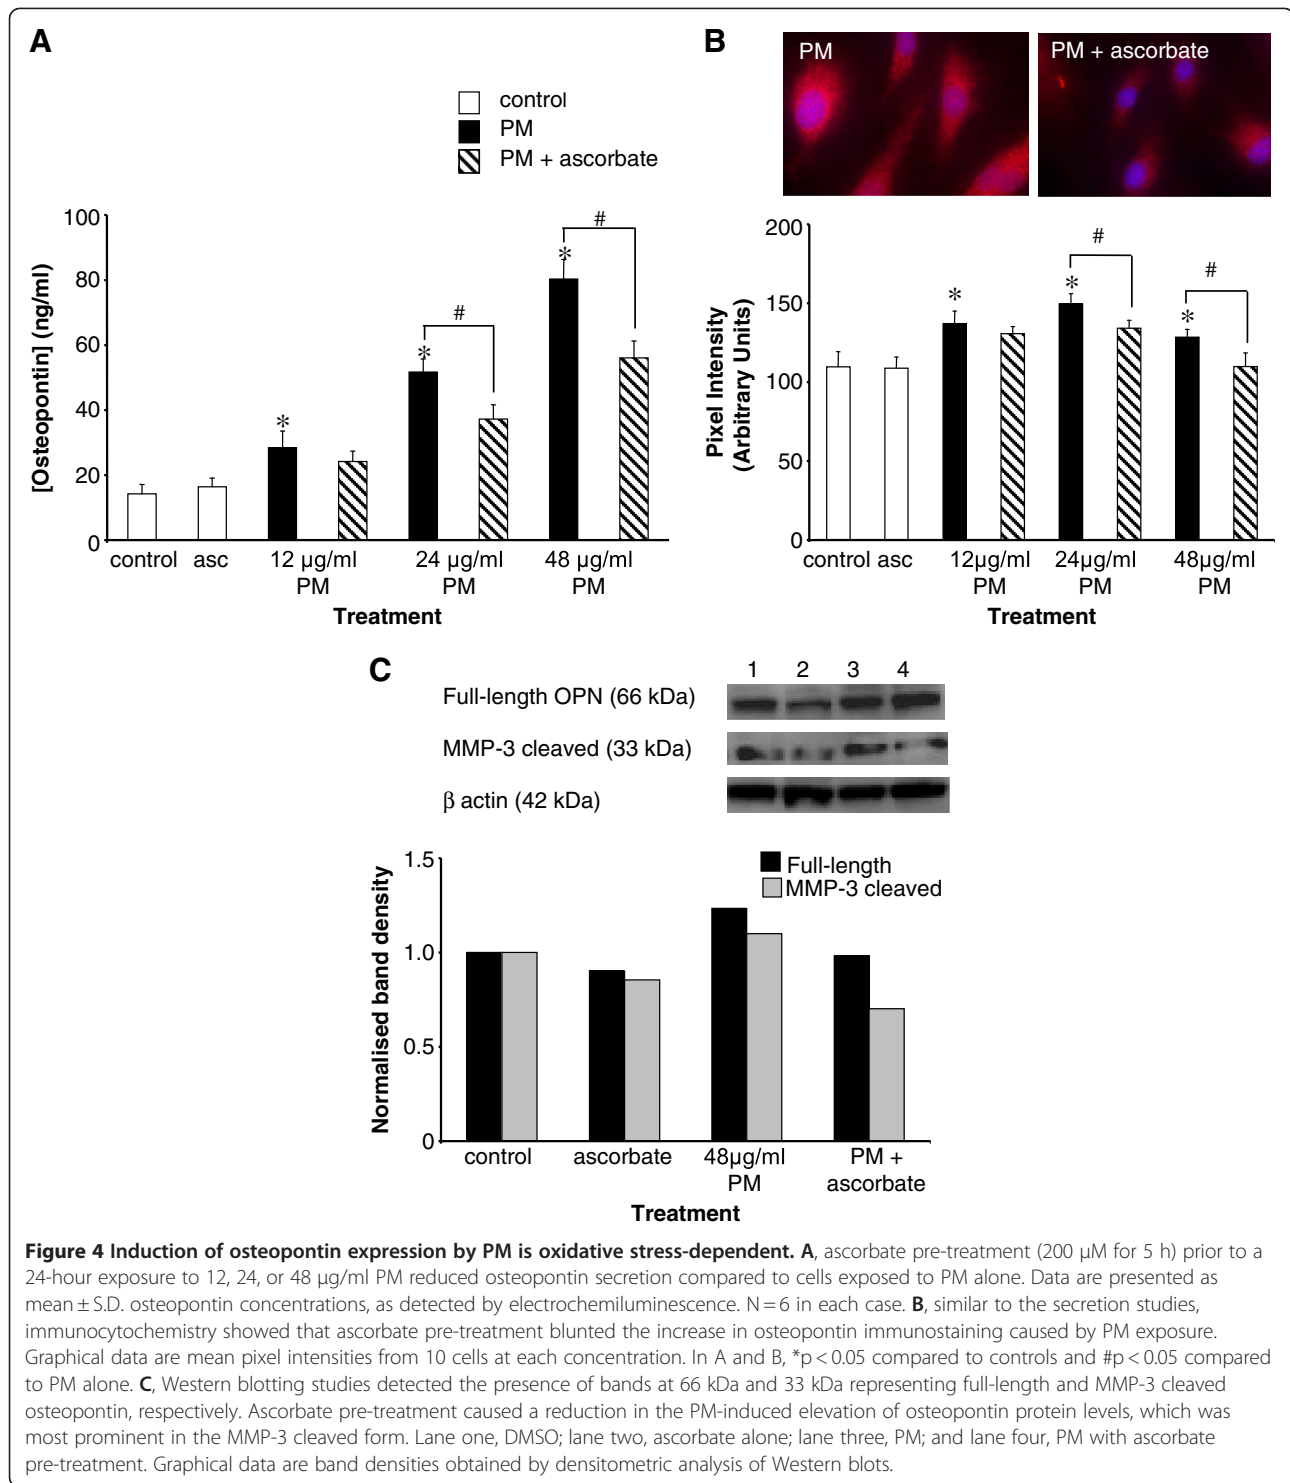 A
control
PM
PM + ascorbate
[Osteopontin] (ng/ml)
100
80
60
40
20
0
*
*
#
*
#
control asc 12 µg/ml PM 24 µg/ml PM 48 µg/ml PM
Treatment
B
PM
PM + ascorbate
Pixel Intensity
(Arbitrary Units)
200
150
100
50
0
*
*
#
*
#
control asc 12µg/ml PM 24µg/ml PM 48µg/ml PM
Treatment
C
1 2 3 4
Full-length OPN (66 kDa)
MMP-3 cleaved (33 kDa)
β actin (42 kDa)
Full-length
MMP-3 cleaved
Normalised band density
1.5
1.0
0.5
0
control ascorbate 48µg/ml PM PM + ascorbate
Treatment
Figure 4 Induction of osteopontin expression by PM is oxidative stress-dependent. A, ascorbate pre-treatment (200 µM for 5 h) prior to a
24-hour exposure to 12, 24, or 48 µg/ml PM reduced osteopontin secretion compared to cells exposed to PM alone. Data are presented as
mean ± S.D. osteopontin concentrations, as detected by electrochemiluminescence. N = 6 in each case. B, similar to the secretion studies,
immunocytochemistry showed that ascorbate pre-treatment blunted the increase in osteopontin immunostaining caused by PM exposure.
Graphical data are mean pixel intensities from 10 cells at each concentration. In A and B, *p < 0.05 compared to controls and #p < 0.05 compared
to PM alone. C, Western blotting studies detected the presence of bands at 66 kDa and 33 kDa representing full-length and MMP-3 cleaved
osteopontin, respectively. Ascorbate pre-treatment caused a reduction in the PM-induced elevation of osteopontin protein levels, which was
most prominent in the MMP-3 cleaved form. Lane one, DMSO; lane two, ascorbate alone; lane three, PM; and lane four, PM with ascorbate
pre-treatment. Graphical data are band densities obtained by densitometric analysis of Western blots.